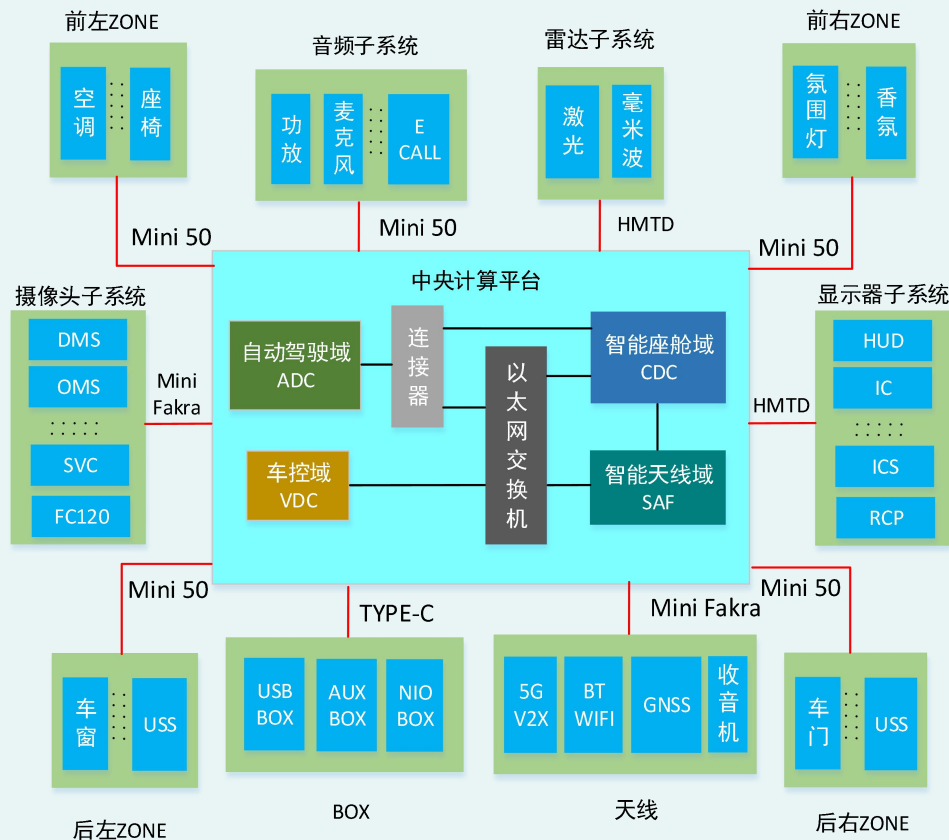 前左ZONE
空调
座椅
Mini 50
音频子系统
功放
麦克风
E
CALL
Mini 50
雷达子系统
激光
毫米波
HMTD
前右ZONE
氛围灯
香氛
Mini 50
摄像头子系统
DMS
OMS
SVC
FC120
Mini
Fakra
中央计算平台
自动驾驶域
ADC
连接器
以太网交换机
智能座舱域
CDC
车控域
VDC
智能天线域
SAF
显示器子系统
HUD
IC
ICS
RCP
HMTD
Mini 50
车窗
USS
后左ZONE
TYPE-C
USB
BOX
AUX
BOX
NIO
BOX
BOX
Mini Fakra
5G
V2X
BT
WIFI
GNSS
收音机
天线
Mini 50
车门
USS
后右ZONE